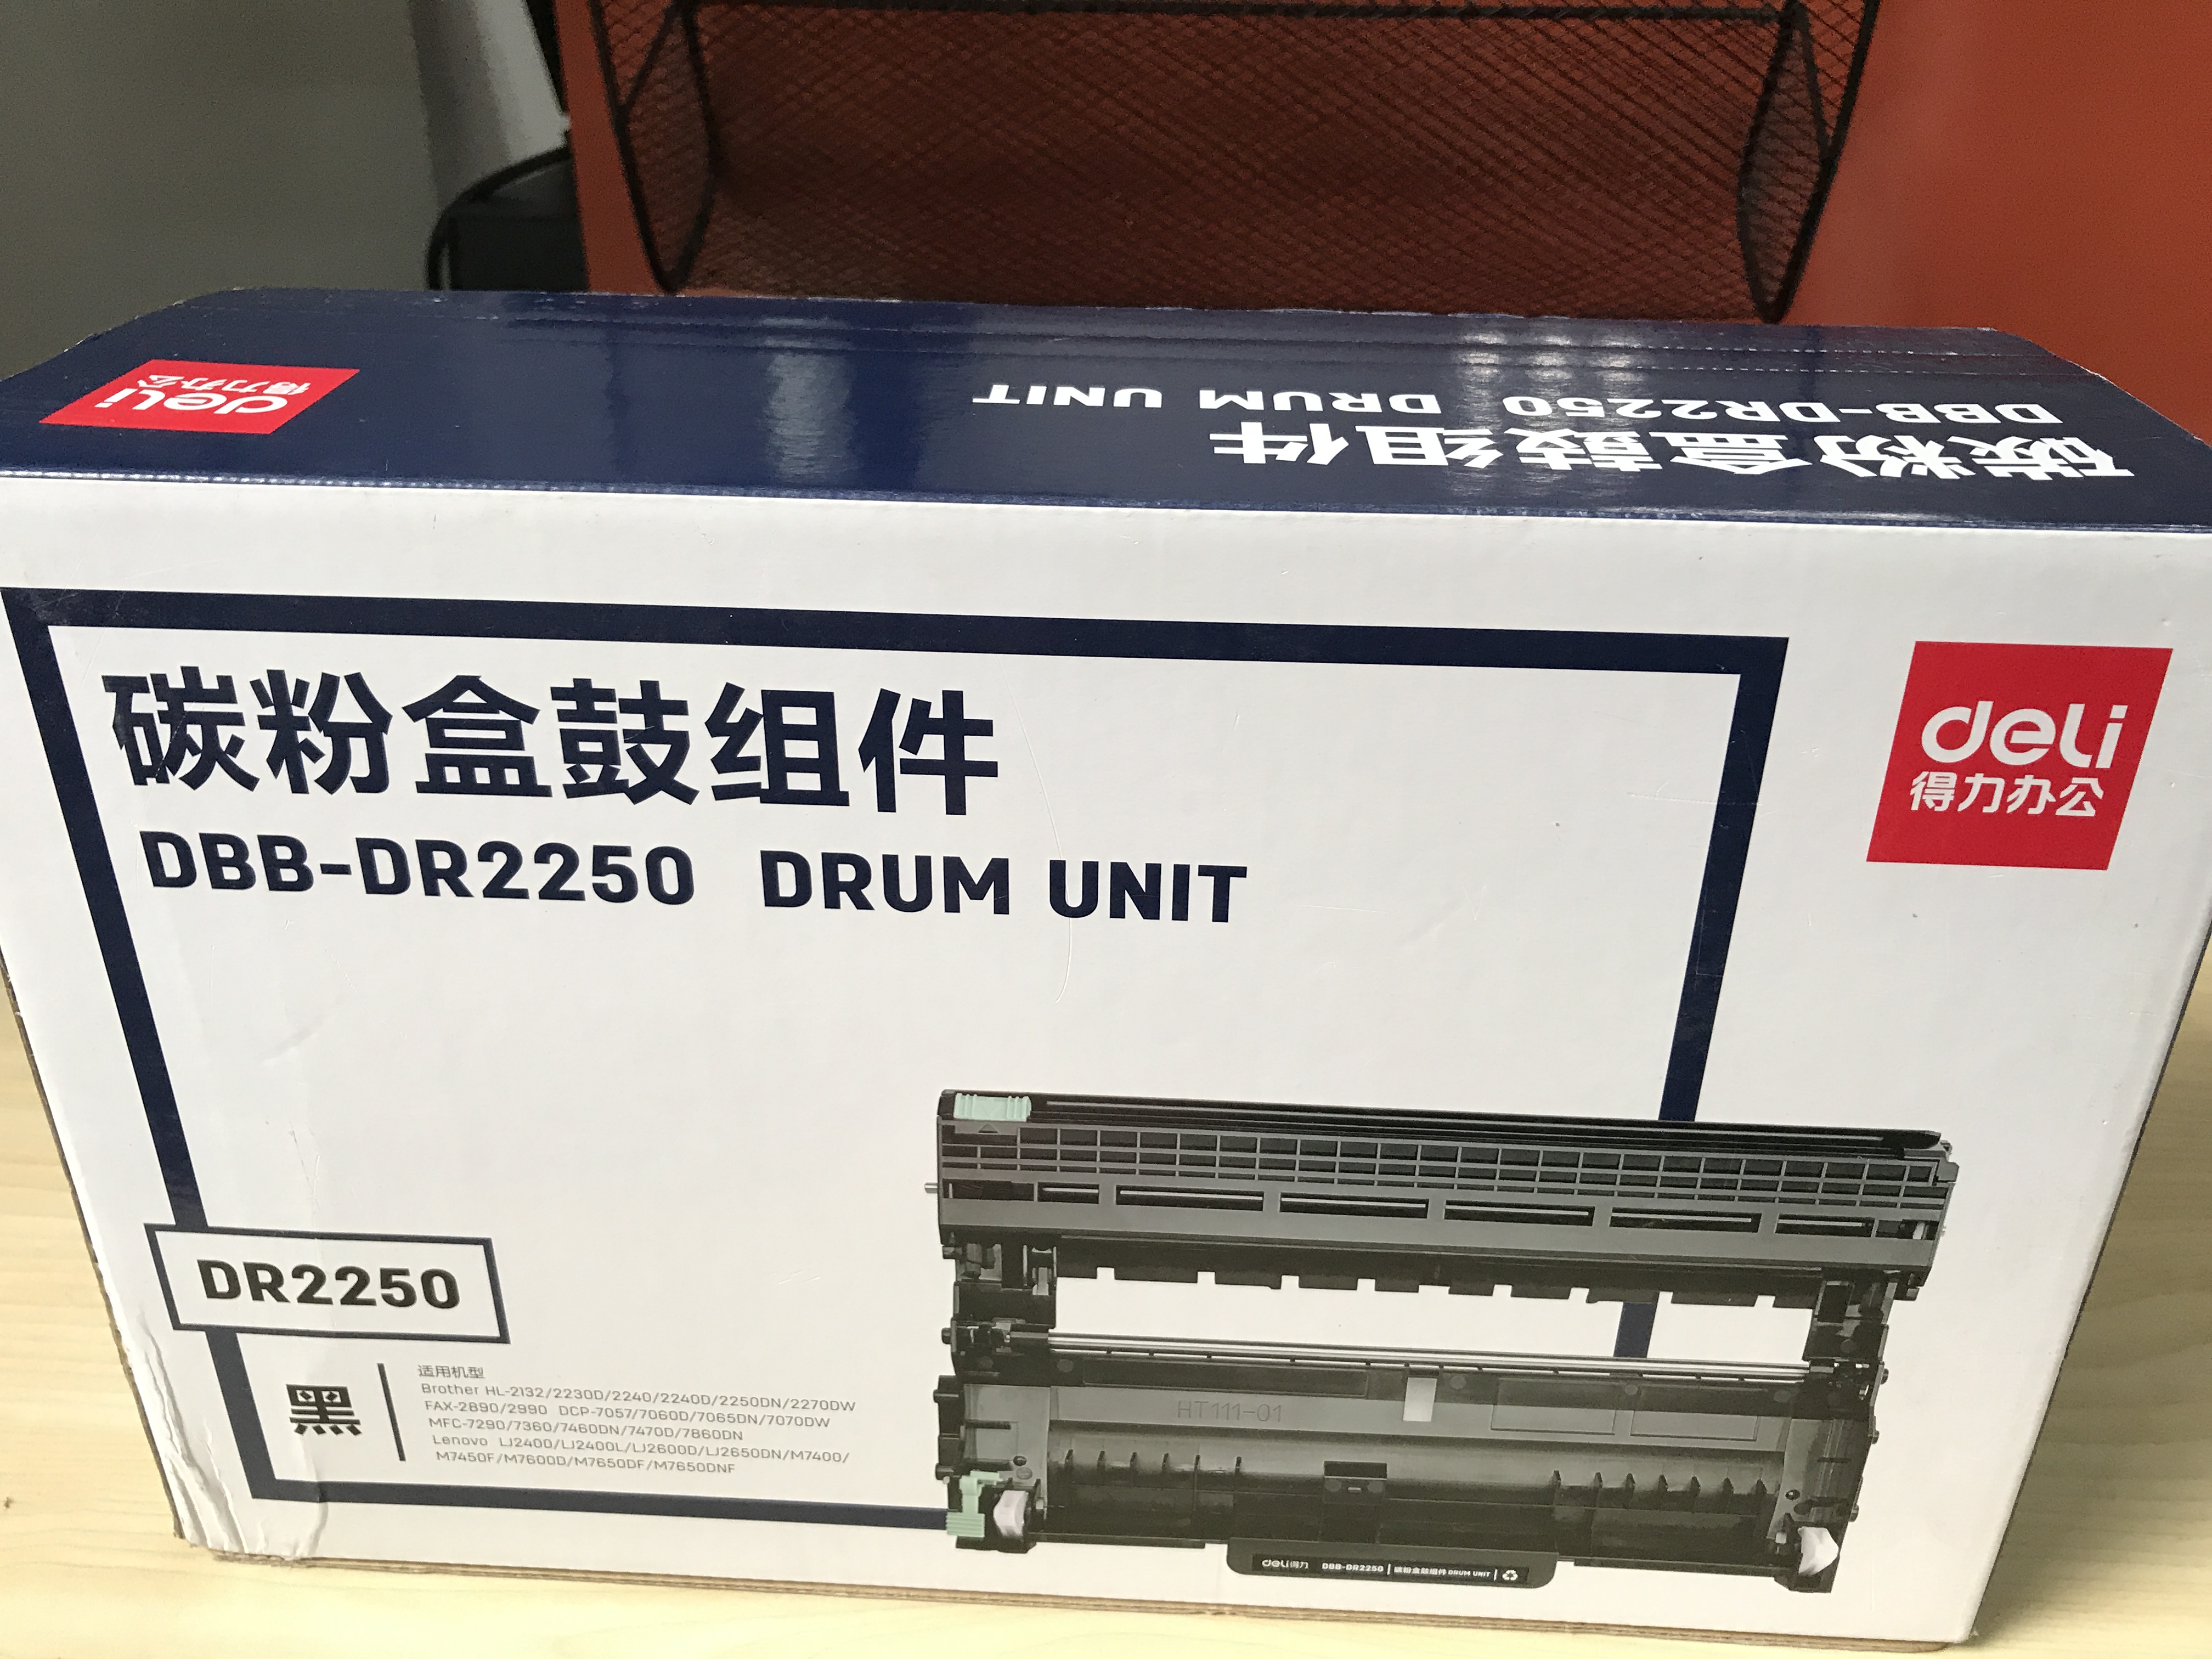 deli
得力办公
DBB-DR2250 DRUM UNIT
碳粉盒鼓组件
碳粉盒鼓组件
DBB-DR2250 DRUM UNIT
deli
得力办公
DR2250
黑
适用机型
Brother HL-2132/2230D/2240/2240D/2250DN/2270DW
FAX-2890/2990 DCP-7057/7060D/7065DN/7070DW
MFC-7290/7360/7460DN/7470D/7860DN
Lenovo LJ2400/LJ2400L/LJ2600D/LJ2650DN/M7400/
M7450F/M7600D/M7650DF/M7650DNF
HT111-01
deli得力 DBB-DR2250 | 碳粉盒鼓组件 DRUM UNIT |